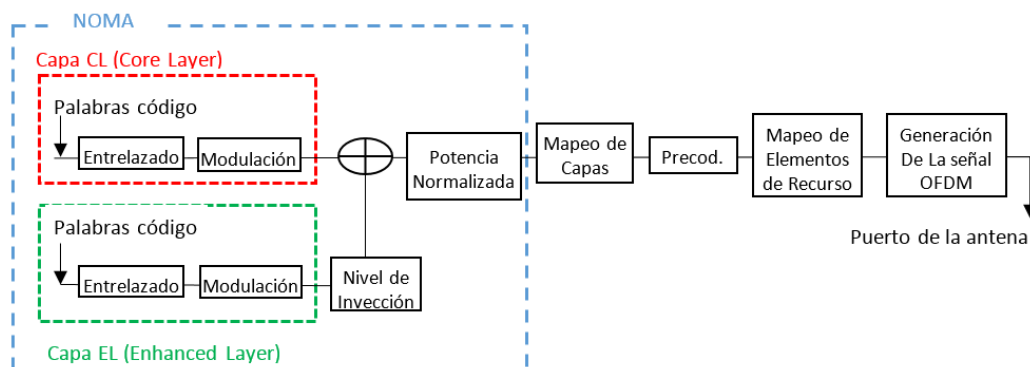 NOMA
Capa CL (Core Layer)
Palabras código
Entrelazado
Modulación
Potencia
Normalizada
Mapeo de
Capas
Precod.
Mapeo de
Elementos
de Recurso
Generación
De La señal
OFDM
Puerto de la antena
Palabras código
Entrelazado
Modulación
Nivel de
Invección
Capa EL (Enhanced Layer)